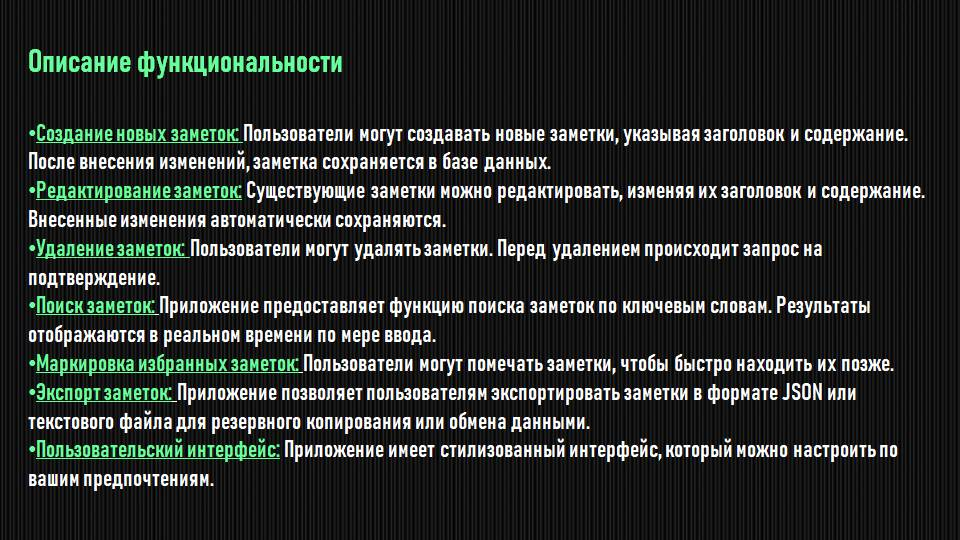 Описание функциональности
•Создание новых заметок: Пользователи могут создавать новые заметки, указывая заголовок и содержание.
После внесения изменений, заметка сохраняется в базе данных.
•Редактирование заметок: Существующие заметки можно редактировать, изменяя их заголовок и содержание.
Внесенные изменения автоматически сохраняются.
•Удаление заметок: Пользователи могут удалять заметки. Перед удалением происходит запрос на
подтверждение.
•Поиск заметок: Приложение предоставляет функцию поиска заметок по ключевым словам. Результаты
отображаются в реальном времени по мере ввода.
•Маркировка избранных заметок: Пользователи могут помечать заметки, чтобы быстро находить их позже.
•Экспорт заметок: Приложение позволяет пользователям экспортировать заметки в формате JSON или
текстового файла для резервного копирования или обмена данными.
•Пользовательский интерфейс: Приложение имеет стилизованный интерфейс, который можно настроить по
вашим предпочтениям.